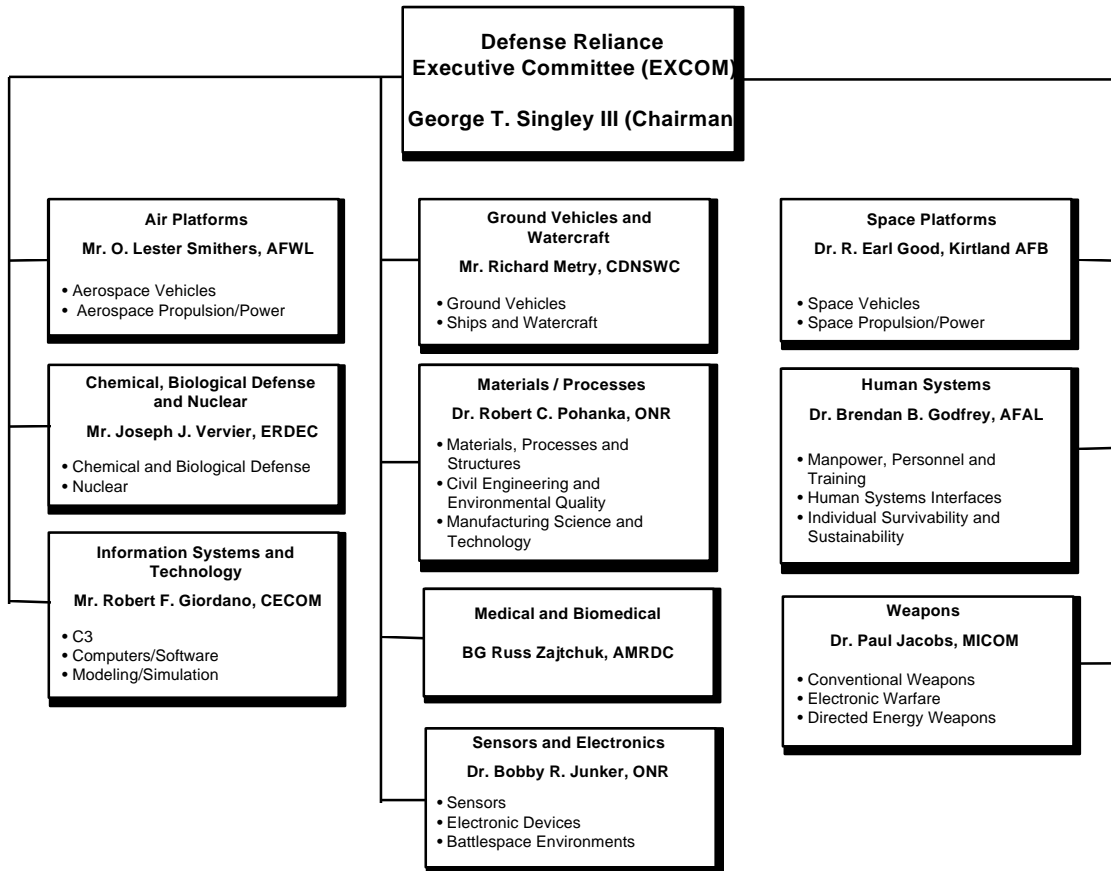 Defense Reliance
Executive Committee (EXCOM)
George T. Singley III (Chairman
Air Platforms
Mr. O. Lester Smithers, AFWL
• Aerospace Vehicles
• Aerospace Propulsion/Power
Chemical, Biological Defense
and Nuclear
Mr. Joseph J. Vervier, ERDEC
• Chemical and Biological Defense
• Nuclear
Information Systems and
Technology
Mr. Robert F. Giordano, CECOM
• C3
• Computers/Software
• Modeling/Simulation
Ground Vehicles and
Watercraft
Mr. Richard Metry, CDNSWC
• Ground Vehicles
• Ships and Watercraft
Materials / Processes
Dr. Robert C. Pohanka, ONR
• Materials, Processes and
Structures
• Civil Engineering and
Environmental Quality
• Manufacturing Science and
Technology
Medical and Biomedical
BG Russ Zajtchuk, AMRDC
Sensors and Electronics
Dr. Bobby R. Junker, ONR
• Sensors
• Electronic Devices
• Battlespace Environments
Space Platforms
Dr. R. Earl Good, Kirtland AFB
• Space Vehicles
• Space Propulsion/Power
Human Systems
Dr. Brendan B. Godfrey, AFAL
• Manpower, Personnel and
Training
• Human Systems Interfaces
• Individual Survivability and
Sustainability
Weapons
Dr. Paul Jacobs, MICOM
• Conventional Weapons
• Electronic Warfare
• Directed Energy Weapons